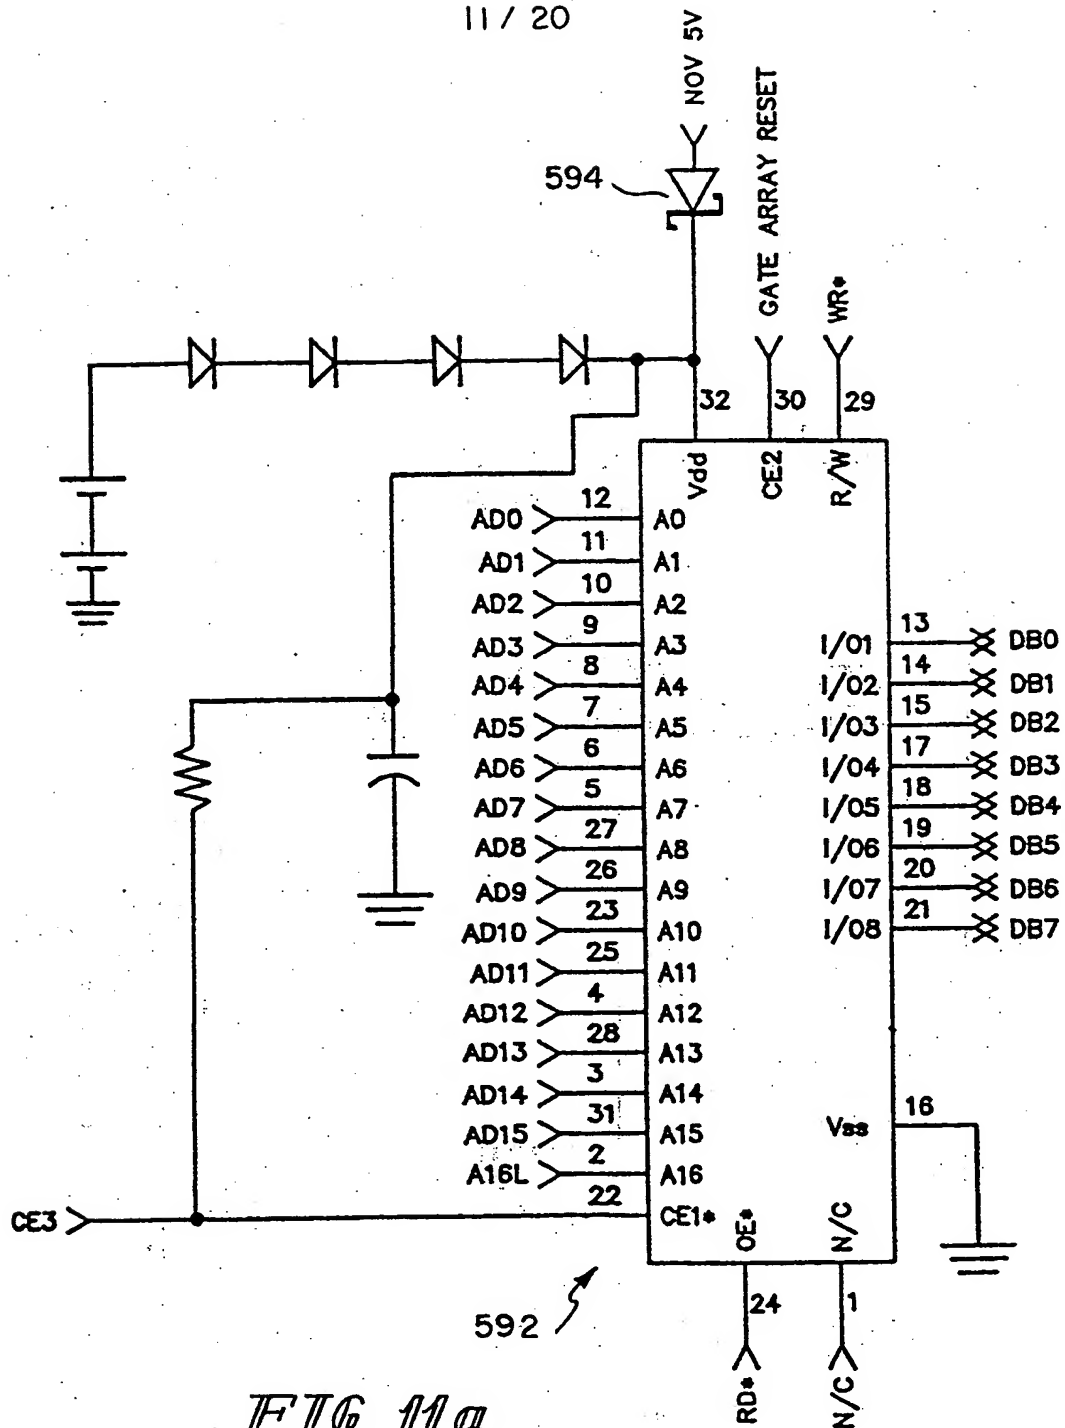 11/20
NOV 5V
594
GATE ARRAY RESET
WR*
32
30
29
Vdd
CE2
R/W
AD0 12 A0
AD1 11 A1
AD2 10 A2
AD3 9 A3
AD4 8 A4
AD5 7 A5
AD6 6 A6
AD7 5 A7
AD8 27 A8
AD9 26 A9
AD10 23 A10
AD11 25 A11
AD12 4 A12
AD13 28 A13
AD14 3 A14
AD15 31 A15
A16L 2 A16
CE3 22 CE1*
I/O1 13 DB0
I/O2 14 DB1
I/O3 15 DB2
I/O4 17 DB3
I/O5 18 DB4
I/O6 19 DB5
I/O7 20 DB6
I/O8 21 DB7
Vss 16
OE*
N/C
24
1
RD*
N/C
592
FIG. 11a